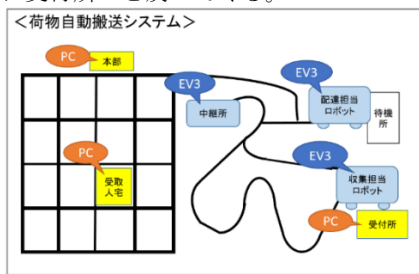 <荷物自動搬送システム>
PC
本部
EV3
中継所
EV3
配達担当
ロボット
待機
所
PC
受取
人宅
EV3
収集担当
ロボット
PC
受付所